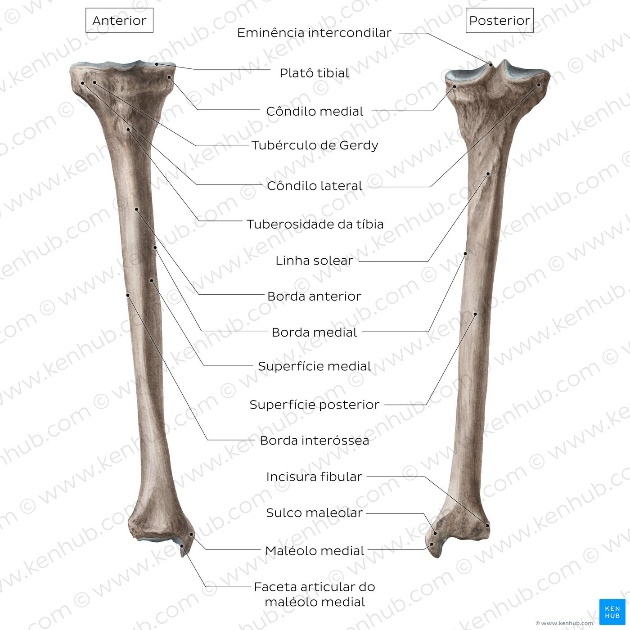 Anterior
Posterior
Eminência intercondilar
Platô tibial
Côndilo medial
Tubérculo de Gerdy
Côndilo lateral
Tuberosidade da tíbia
Linha solear
Borda anterior
Borda medial
Superfície medial
Superfície posterior
Borda interóssea
Incisura fibular
Sulco maleolar
Maléolo medial
Faceta articular do
maléolo medial
KEN
HUB
© www.kenhub.com